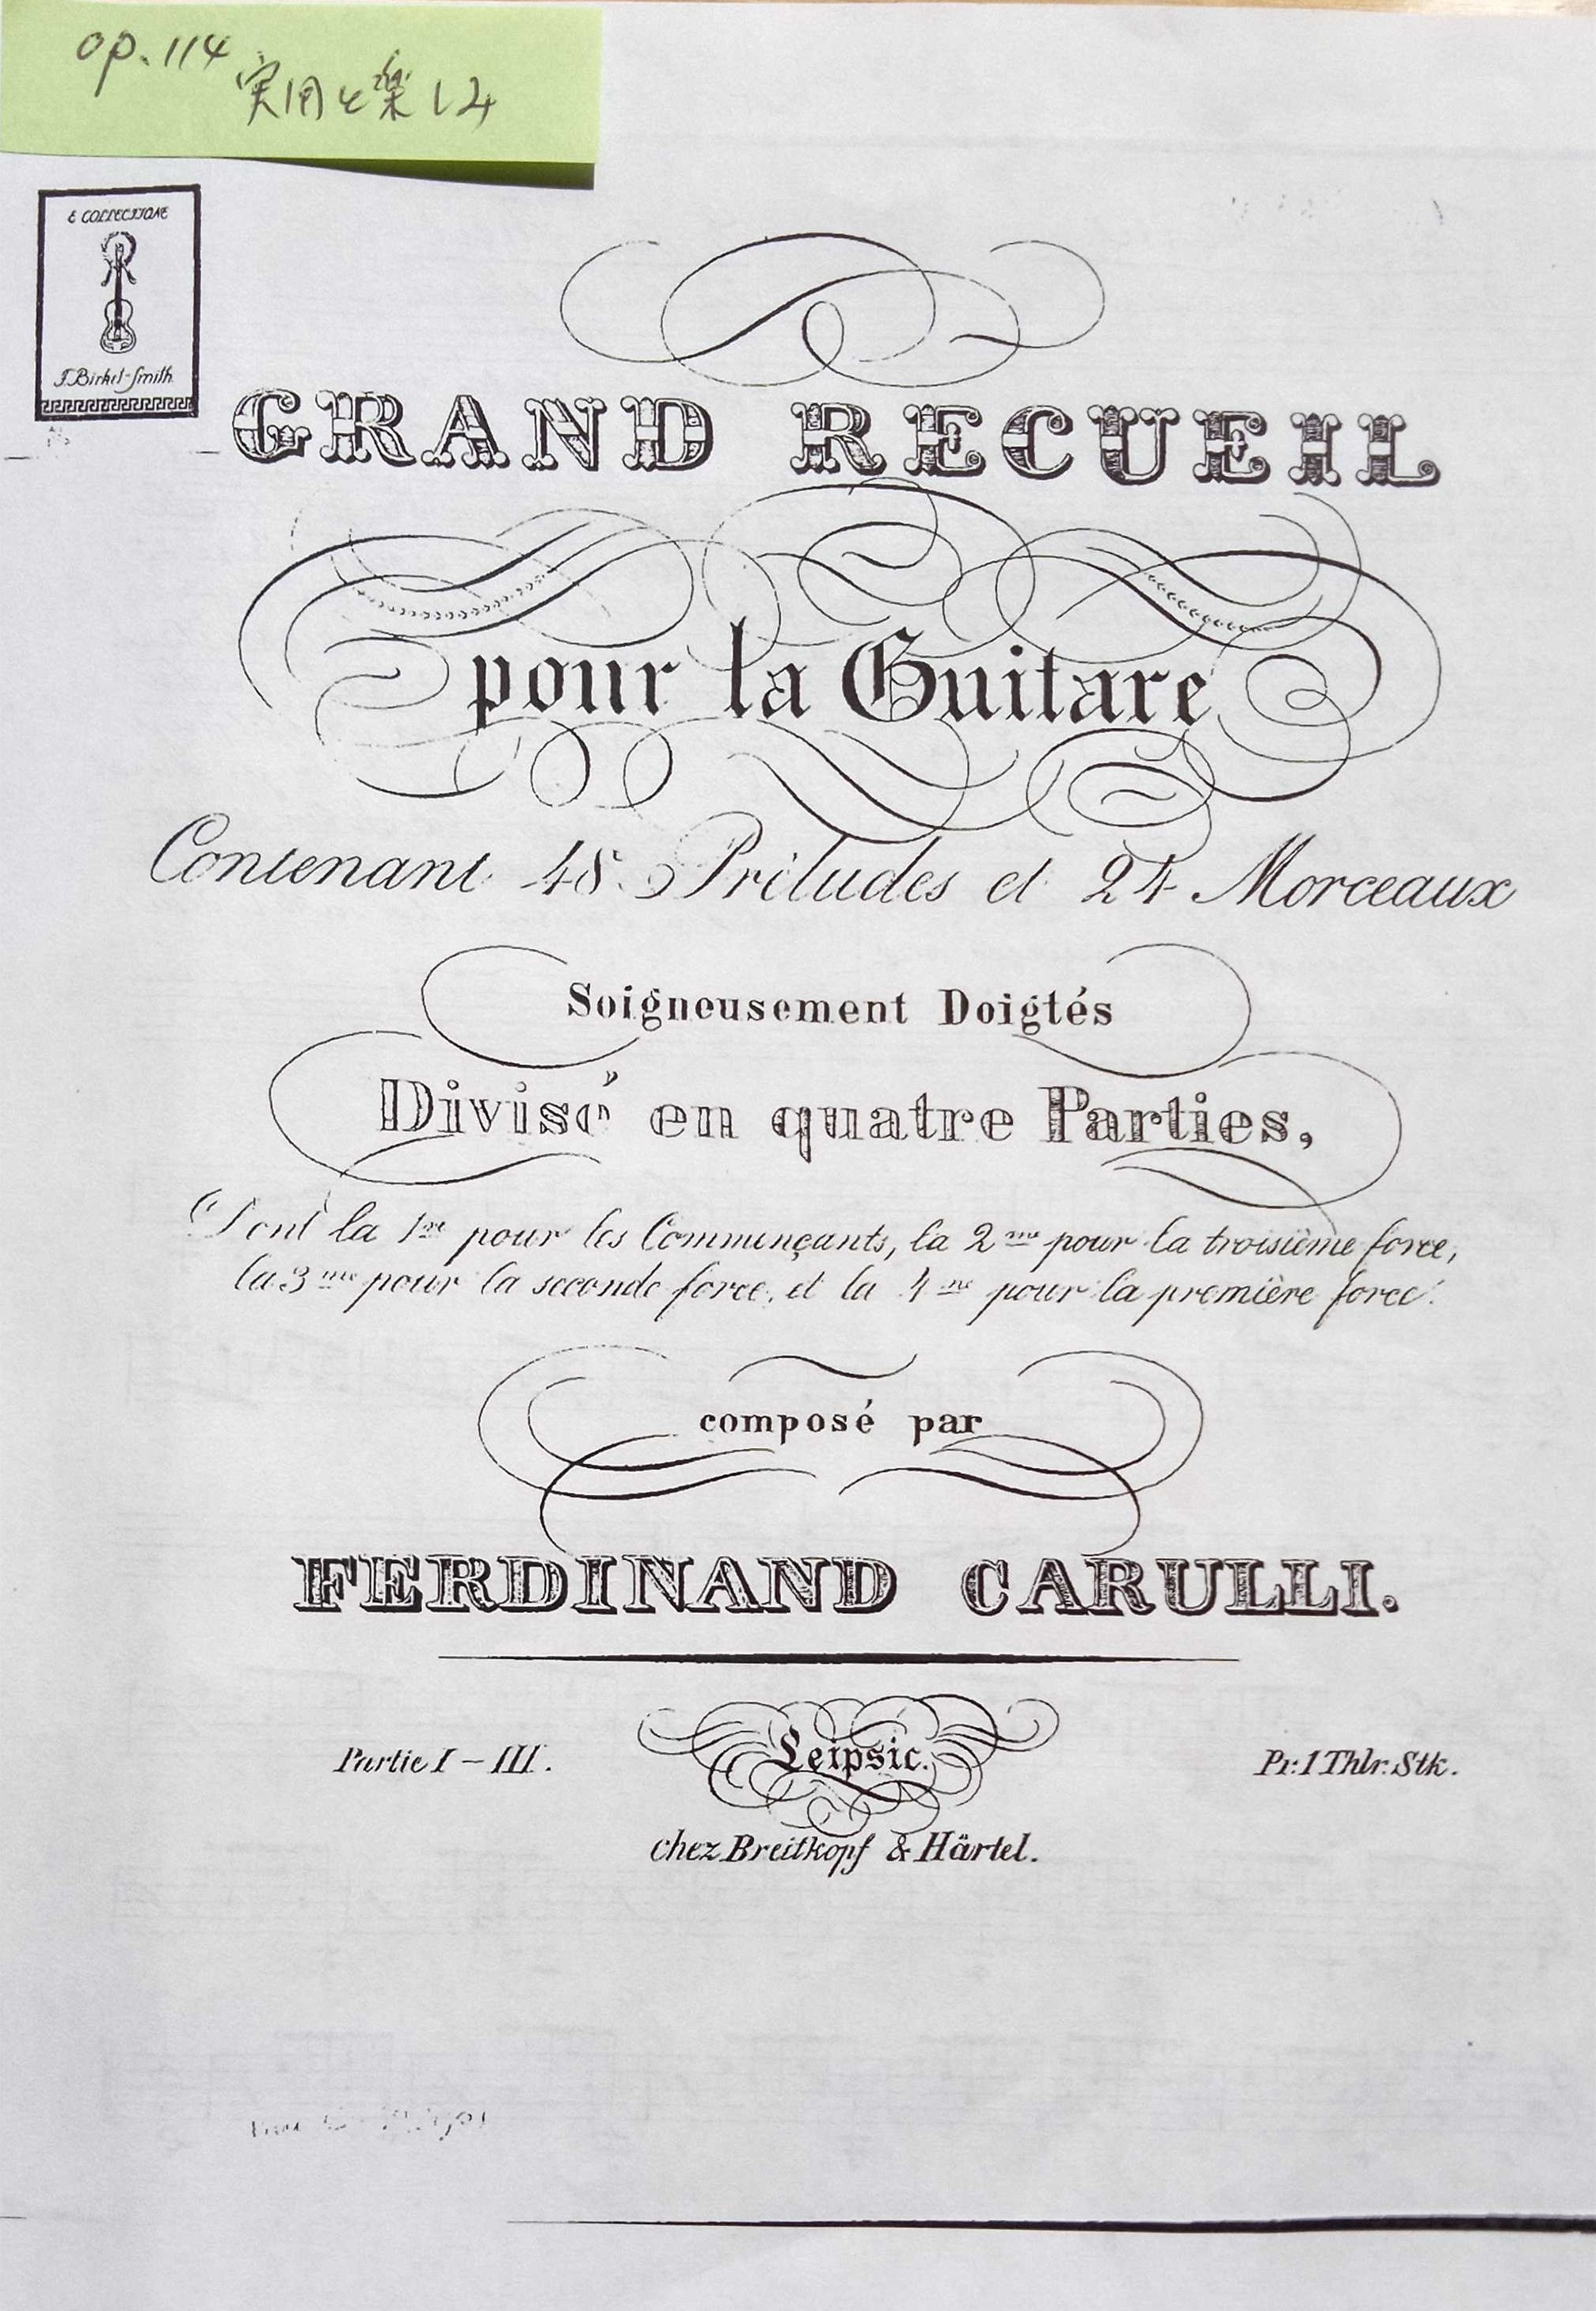 op.114
実用と楽しみ
E COLLECTIONE
J.Birkel-Smith
GRAND RECUEIL
pour la Guitare
Contenant 48 Préludes et 24 Morceaux
Soigneusement Doigtés
Divisé en quatre Parties,
Dont la 1re pour les Commençants, la 2me pour la troisième force,
la 3me pour la seconde force, et la 4me pour la première force.
composé par
FERDINAND CARULLI.
Partie I - III.
Leipsic.
Pr: 1 Thlr. Stk.
chez Breitkopf & Härtel.